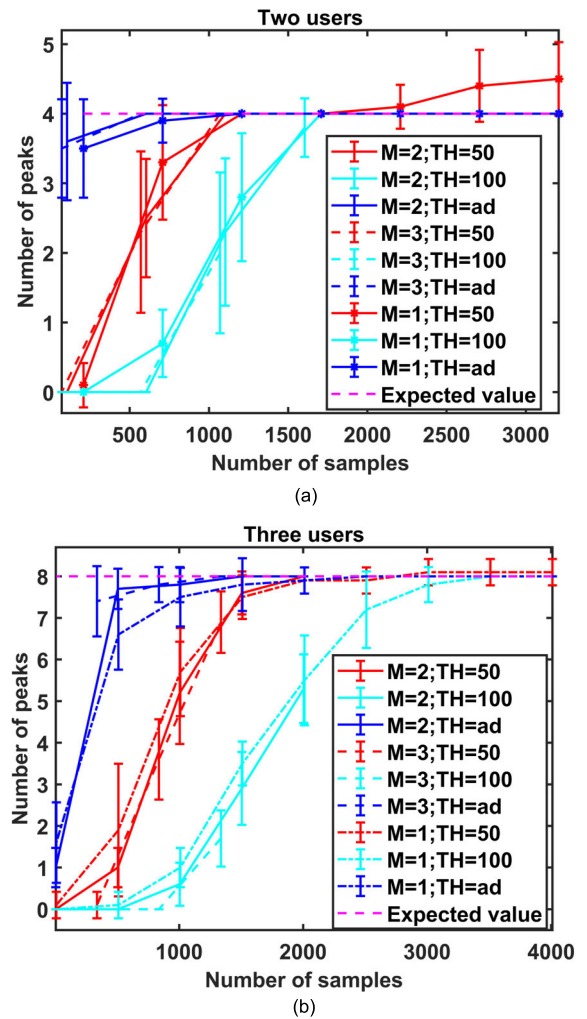 Two users
5
4
3
2
1
0
Number of peaks
M=2;TH=50
M=2;TH=100
M=2;TH=ad
M=3;TH=50
M=3;TH=100
M=3;TH=ad
M=1;TH=50
M=1;TH=100
M=1;TH=ad
Expected value
500 1000 1500 2000 2500 3000
Number of samples
(a)
Three users
8
7
6
5
4
3
2
1
0
Number of peaks
M=2;TH=50
M=2;TH=100
M=2;TH=ad
M=3;TH=50
M=3;TH=100
M=3;TH=ad
M=1;TH=50
M=1;TH=100
M=1;TH=ad
Expected value
1000 2000 3000 4000
Number of samples
(b)